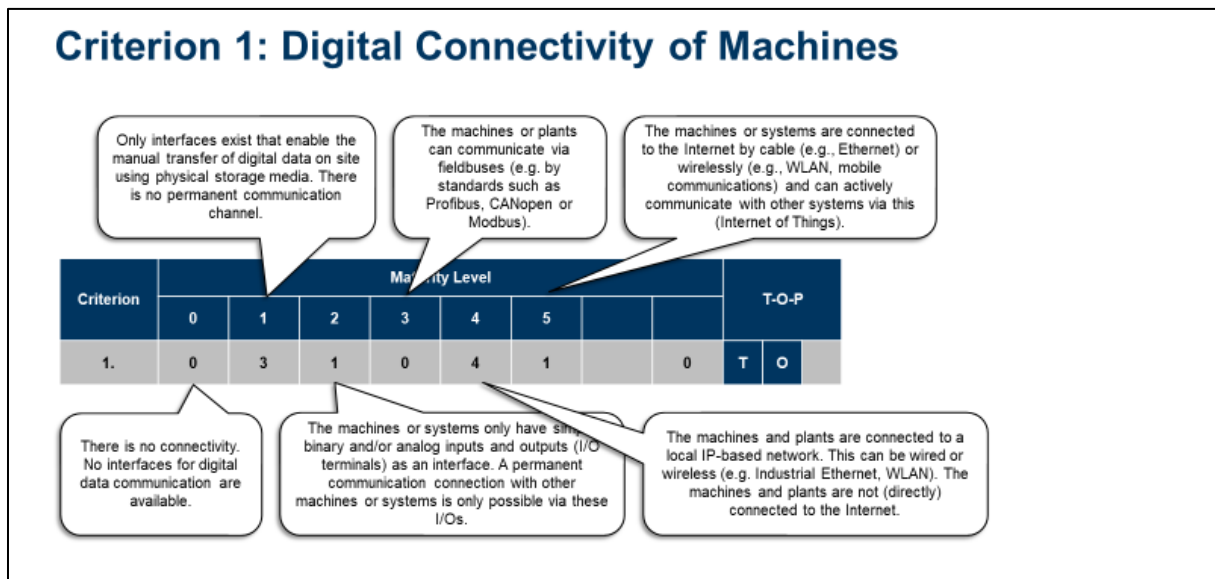 Criterion 1: Digital Connectivity of Machines
Only interfaces exist that enable the
manual transfer of digital data on site
using physical storage media. There
is no permanent communication
channel.
The machines or plants
can communicate via
fieldbuses (e.g. by
standards such as
Profibus, CANopen or
Modbus).
The machines or systems are connected
to the Internet by cable (e.g., Ethernet) or
wirelessly (e.g., WLAN, mobile
communications) and can actively
communicate with other systems via this
(Internet of Things).
Criterion
Maturity Level
T-O-P
0 1 2 3 4 5
1. 0 3 1 0 4 1 0 T O
There is no connectivity.
No interfaces for digital
data communication are
available.
The machines or systems only have
binary and/or analog inputs and outputs (I/O
terminals) as an interface. A permanent
communication connection with other
machines or systems is only possible via these
I/Os.
The machines and plants are connected to a
local IP-based network. This can be wired or
wireless (e.g. Industrial Ethernet, WLAN). The
machines and plants are not (directly)
connected to the Internet.